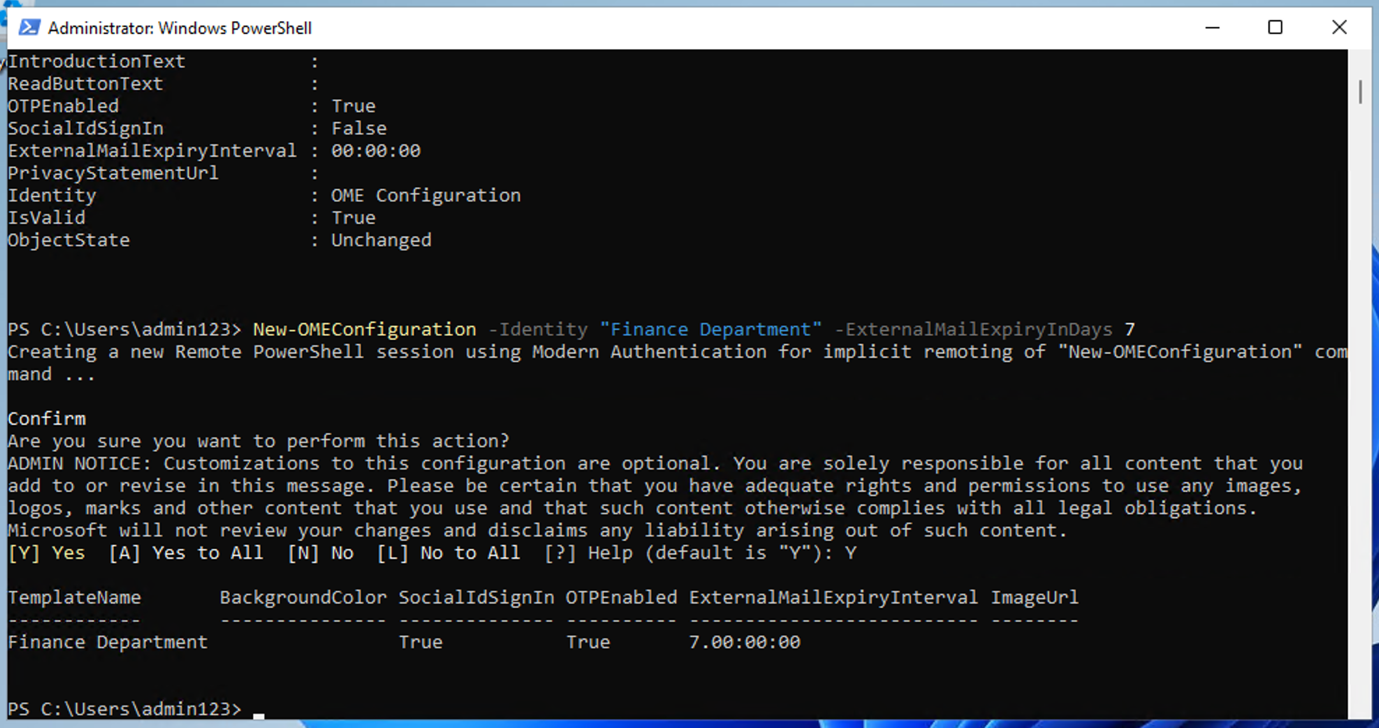 Administrator: Windows PowerShell
IntroductionText :
ReadButtonText :
OTPEnabled : True
SocialIdSignIn : False
ExternalMailExpiryInterval : 00:00:00
PrivacyStatementUrl :
Identity : OME Configuration
IsValid : True
ObjectState : Unchanged
PS C:\Users\admin123> New-OMEConfiguration -Identity "Finance Department" -ExternalMailExpiryInDays 7
Creating a new Remote PowerShell session using Modern Authentication for implicit remoting of "New-OMEConfiguration" com
mand ...
Confirm
Are you sure you want to perform this action?
ADMIN NOTICE: Customizations to this configuration are optional. You are solely responsible for all content that you
add to or revise in this message. Please be certain that you have adequate rights and permissions to use any images,
logos, marks and other content that you use and that such content otherwise complies with all legal obligations.
Microsoft will not review your changes and disclaims any liability arising out of such content.
[Y] Yes  [A] Yes to All  [N] No  [L] No to All  [?] Help (default is "Y"): Y
TemplateName BackgroundColor SocialIdSignIn OTPEnabled ExternalMailExpiryInterval ImageUrl
------------ --------------- -------------- ---------- -------------------------- --------
Finance Department True True 7.00:00:00
PS C:\Users\admin123>